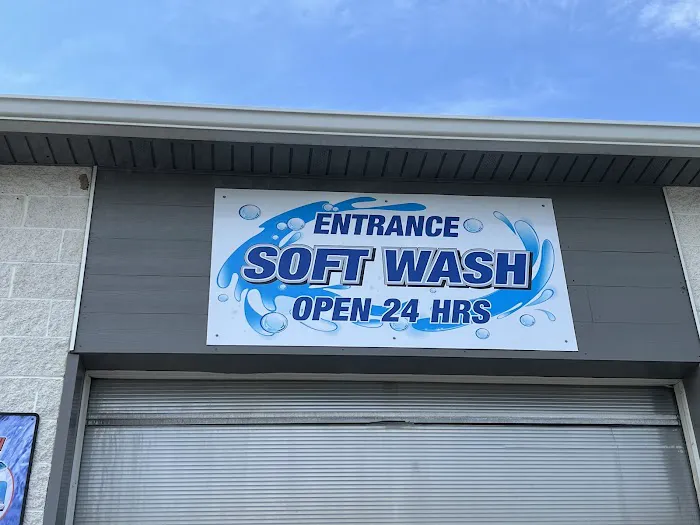 ENTRANCE
SOFT WASH
OPEN 24 HRS